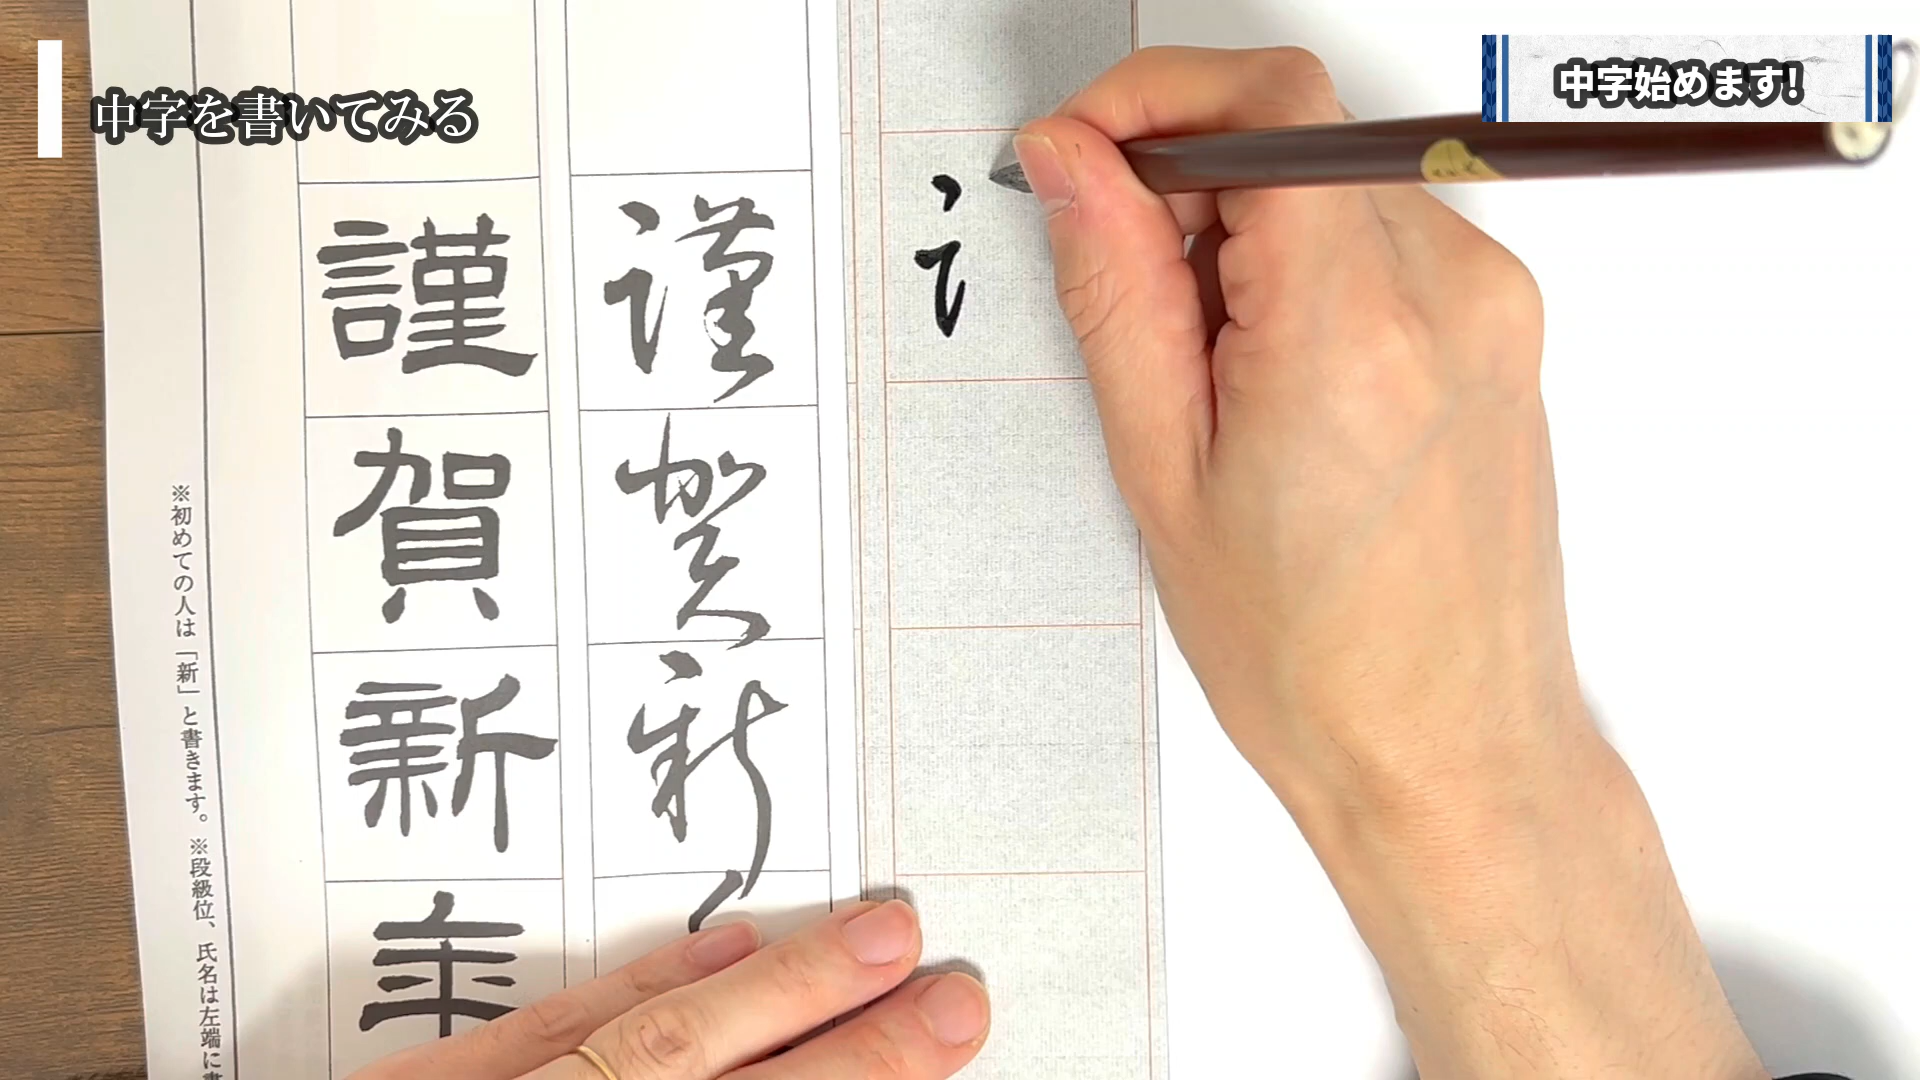 中字を書いてみる
中字始めます!
謹賀新
謹賀新年
※初めての人は「新」と書きます。※段級位、氏名は左端に書